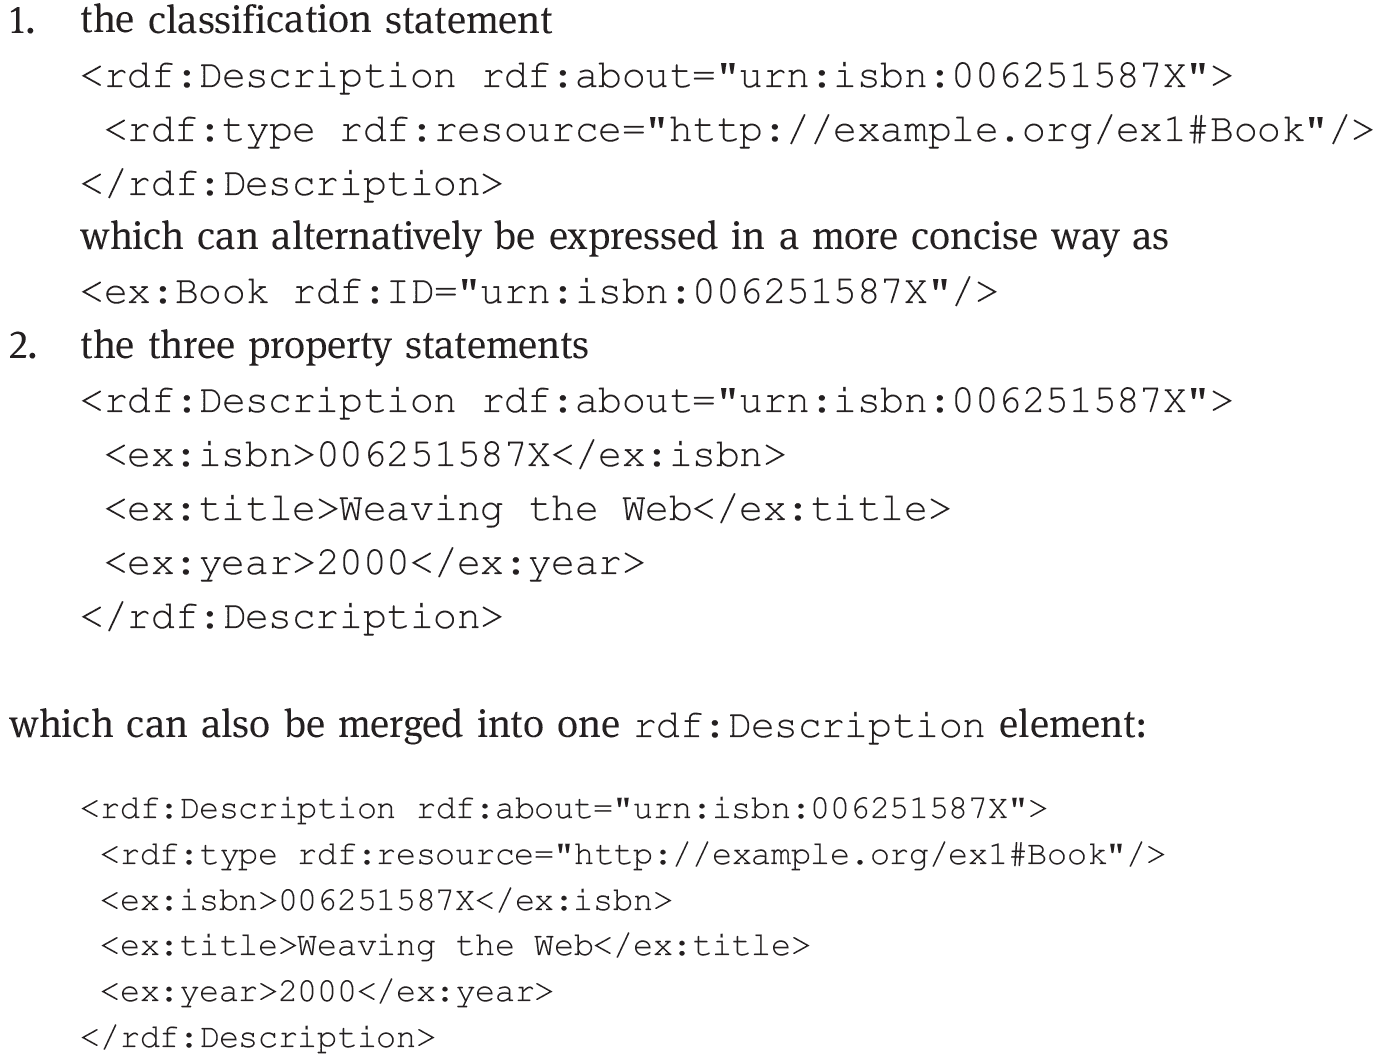 1. the classification statement
<rdf:Description rdf:about="urn:isbn:006251587X">
<rdf:type rdf:resource="http://example.org/ex1#Book"/>
</rdf:Description>
which can alternatively be expressed in a more concise way as
<ex:Book rdf:ID="urn:isbn:006251587X"/>
2. the three property statements
<rdf:Description rdf:about="urn:isbn:006251587X">
<ex:isbn>006251587X</ex:isbn>
<ex:title>Weaving the Web</ex:title>
<ex:year>2000</ex:year>
</rdf:Description>
which can also be merged into one rdf:Description element:
<rdf:Description rdf:about="urn:isbn:006251587X">
<rdf:type rdf:resource="http://example.org/ex1#Book"/>
<ex:isbn>006251587X</ex:isbn>
<ex:title>Weaving the Web</ex:title>
<ex:year>2000</ex:year>
</rdf:Description>